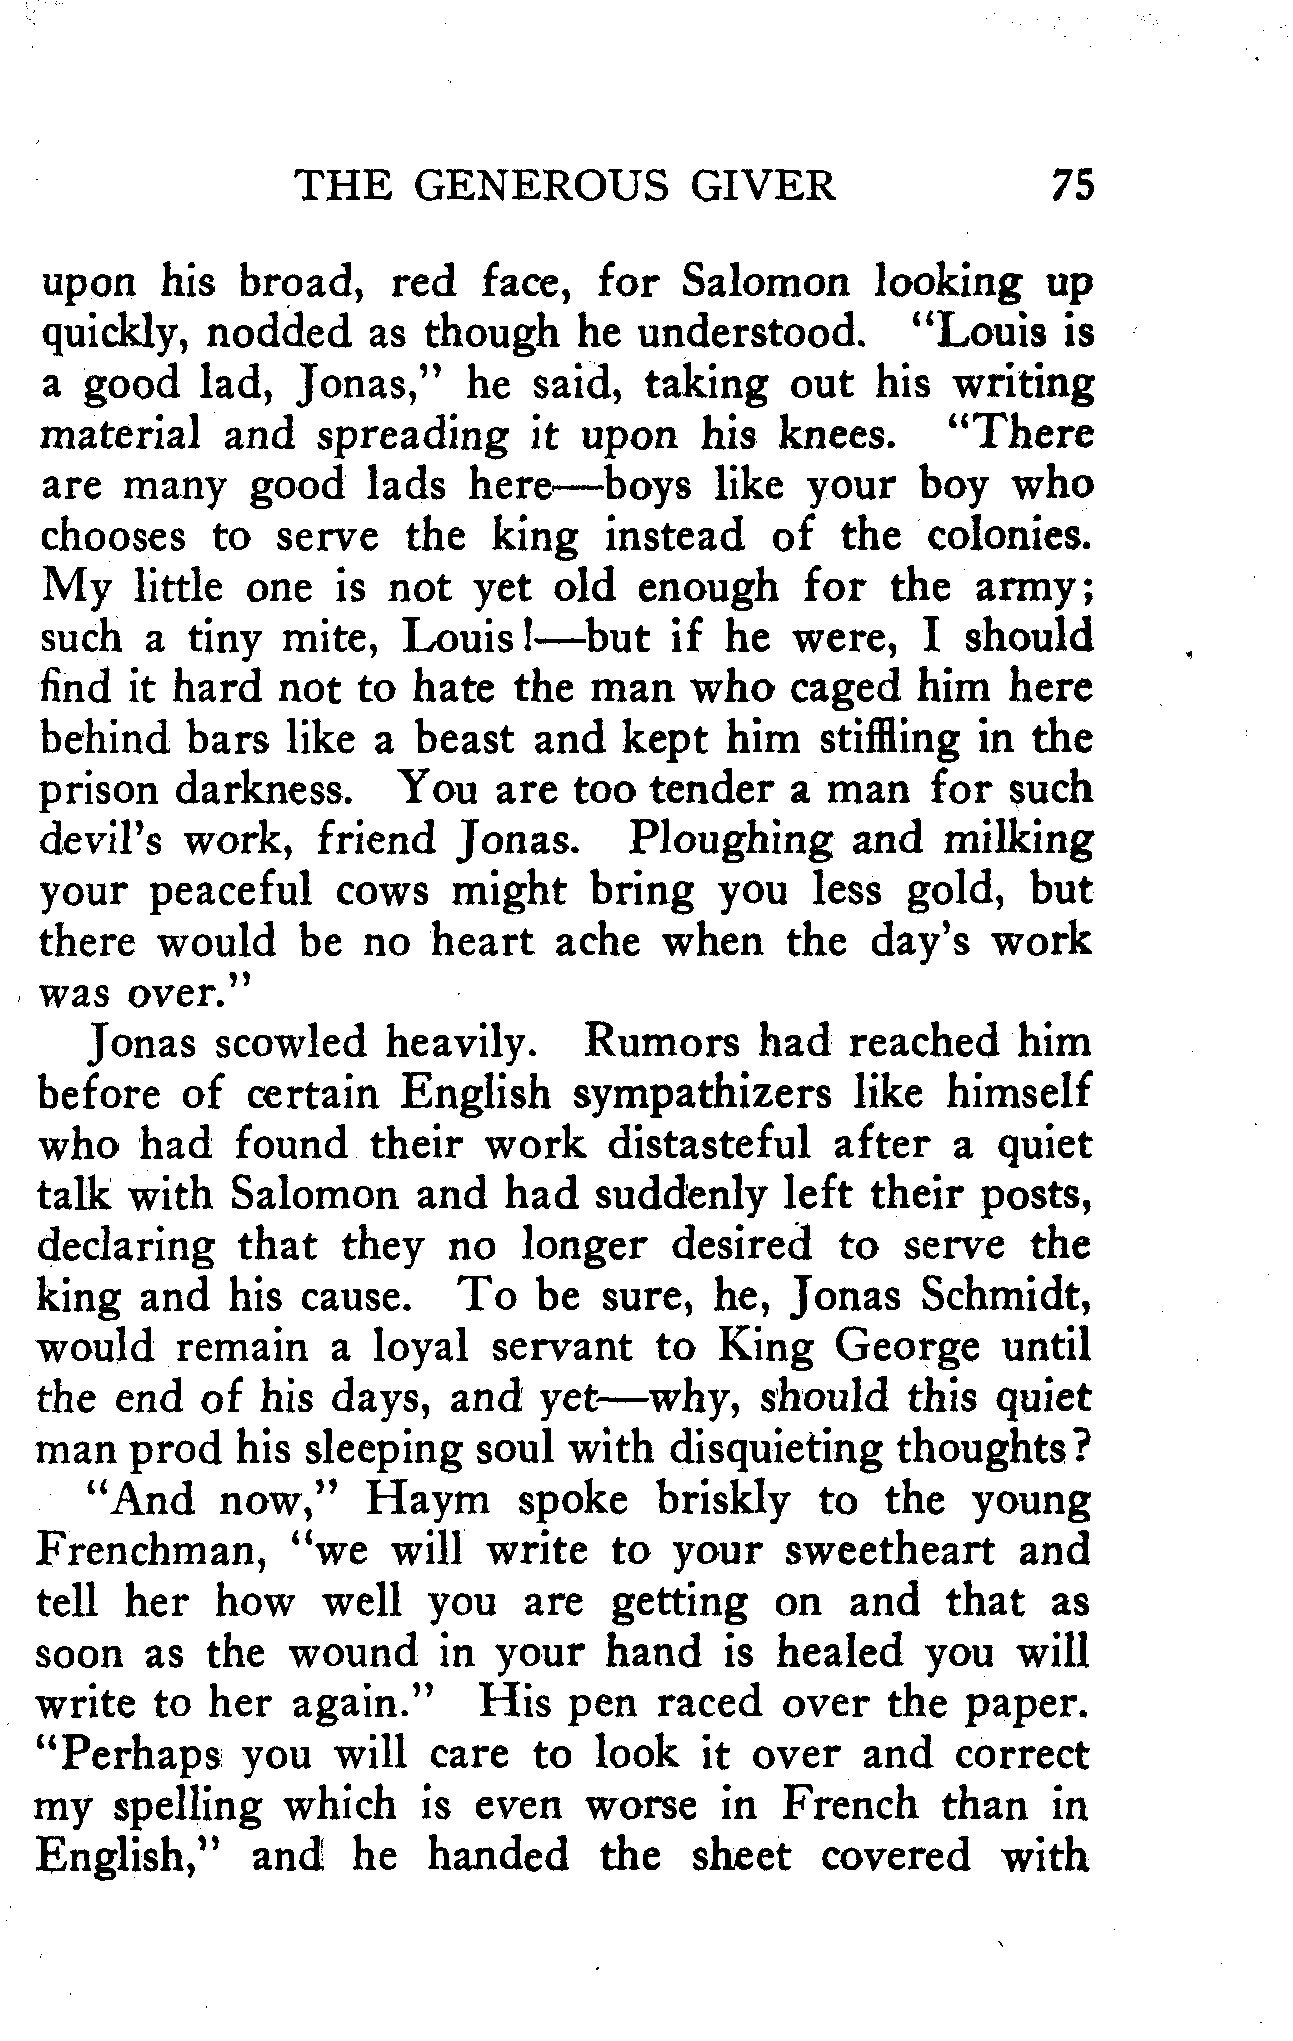 THE GENEROUS GIVER 75
upon his broad, red face, for Salomon looking up
quickly, nodded as though he understood. "Louis is
a good lad, Jonas," he said, taking out his writing
material and spreading it upon his knees. "There
are many good lads here—boys like your boy who
chooses to serve the king instead of the colonies.
My little one is not yet old enough for the army;
such a tiny mite, Louis!—but if he were, I should
find it hard not to hate the man who caged him here
behind bars like a beast and kept him stiffling in the
prison darkness. You are too tender a man for such
devil's work, friend Jonas. Ploughing and milking
your peaceful cows might bring you less gold, but
there would be no heart ache when the day's work
was over."
Jonas scowled heavily. Rumors had reached him
before of certain English sympathizers like himself
who had found their work distasteful after a quiet
talk with Salomon and had suddenly left their posts,
declaring that they no longer desired to serve the
king and his cause. To be sure, he, Jonas Schmidt,
would remain a loyal servant to King George until
the end of his days, and yet—why, should this quiet
man prod his sleeping soul with disquieting thoughts?
"And now," Haym spoke briskly to the young
Frenchman, "we will write to your sweetheart and
tell her how well you are getting on and that as
soon as the wound in your hand is healed you will
write to her again." His pen raced over the paper.
"Perhaps you will care to look it over and correct
my spelling which is even worse in French than in
English," and he handed the sheet covered with